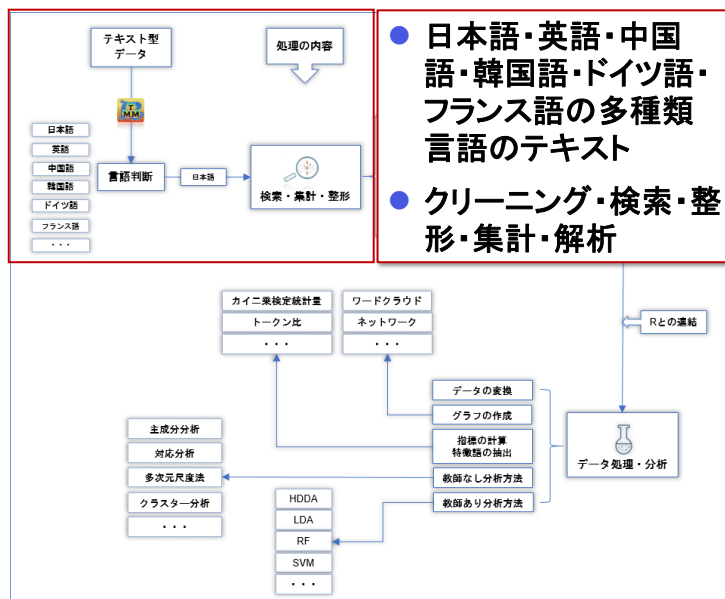 テキスト型
データ
処理の内容
TMM
日本語
英語
中国語
韓国語
ドイツ語
フランス語
・・・
言語判断
日本語
検索・集計・整形
● 日本語・英語・中国
語・韓国語・ドイツ語・
フランス語の多種類
言語のテキスト
● クリーニング・検索・整
形・集計・解析
カイ二乗検定統計量
トークン比
・・・
ワードクラウド
ネットワーク
・・・
Rとの連結
データの変換
グラフの作成
指標の計算
特徴語の抽出
教師なし分析方法
教師あり分析方法
データ処理・分析
主成分分析
対応分析
多次元尺度法
クラスター分析
・・・
HDDA
LDA
RF
SVM
・・・